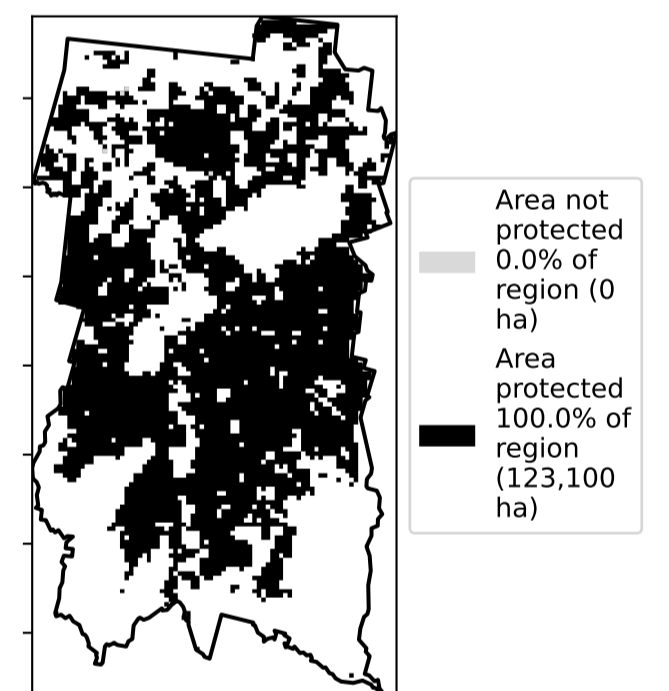 Area not
protected
0.0% of
region (0
ha)
Area
protected
100.0% of
region
(123,100
ha)